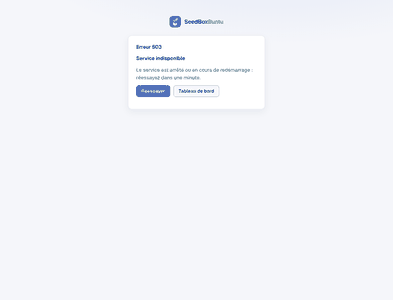 SeedBoxBureau
Erreur 503
Service indisponible
Le service est arrêté ou en cours de redémarrage :
réessayez dans une minute.
Réessayer
Tableau de bord